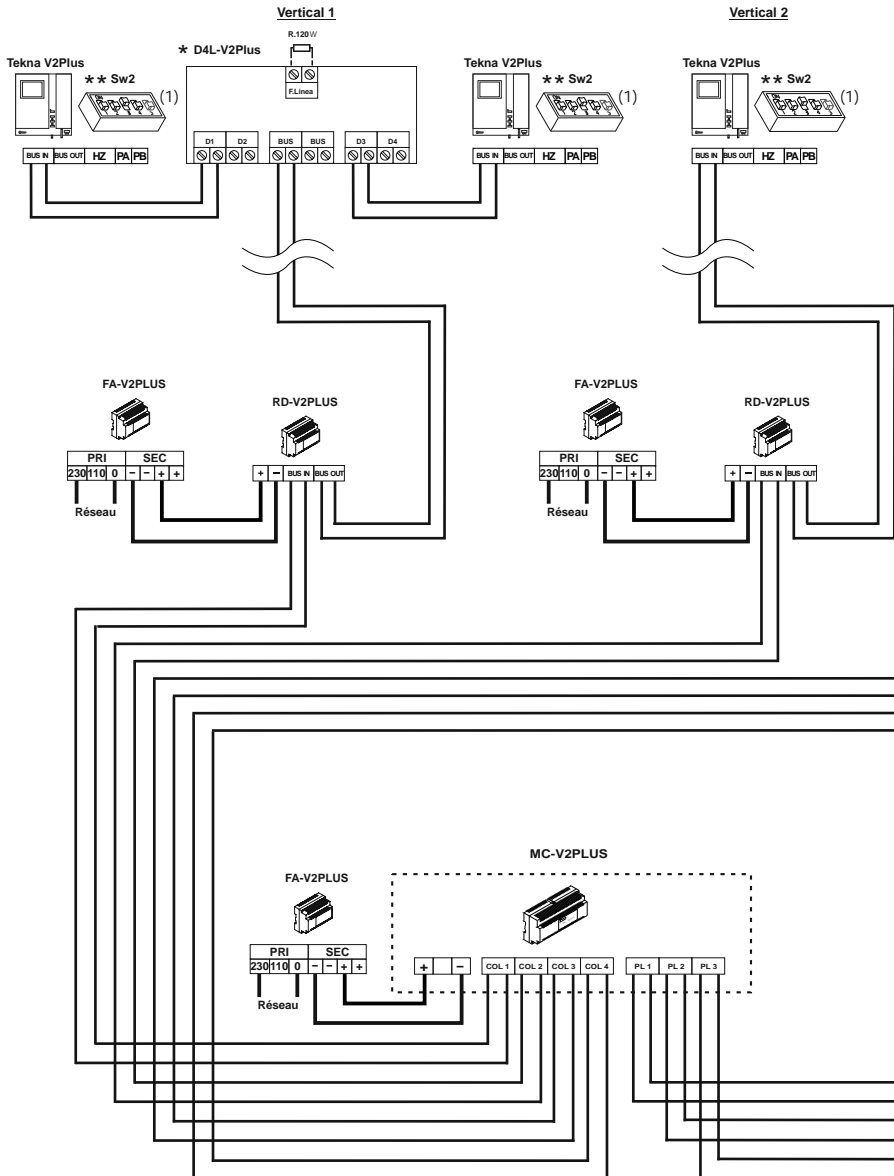 Vertical 1
Vertical 2
R.120W
* D4L-V2Plus
F.Linea
Tekna V2Plus
** Sw2
(1)
Tekna V2Plus
** Sw2
(1)
Tekna V2Plus
** Sw2
(1)
D1 D2 BUS BUS D3 D4
BUS IN BUS OUT HZ PA PB
BUS IN BUS OUT HZ PA PB
BUS IN BUS OUT HZ PA PB
FA-V2PLUS
RD-V2PLUS
PRI SEC
230 110 0 − − + +
Réseau
+ − BUS IN BUS OUT
FA-V2PLUS
RD-V2PLUS
PRI SEC
230 110 0 − − + +
Réseau
+ − BUS IN BUS OUT
MC-V2PLUS
FA-V2PLUS
PRI SEC
230 110 0 − − + +
Réseau
+ −
COL 1 COL 2 COL 3 COL 4
PL 1 PL 2 PL 3